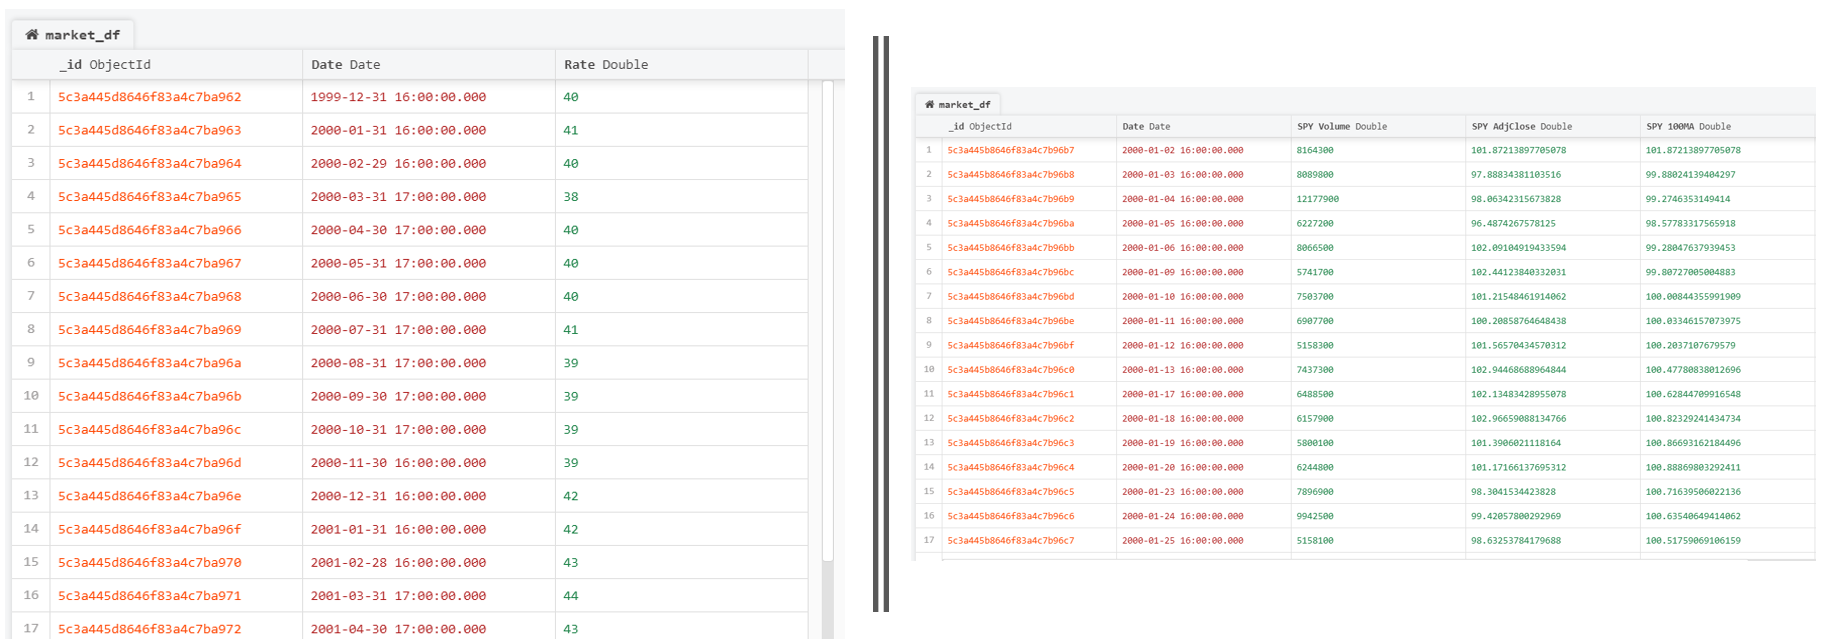 market_df
_id ObjectId Date Date Rate Double
1 5c3a445d8646f83a4c7ba962 1999-12-31 16:00:00.000 40
2 5c3a445d8646f83a4c7ba963 2000-01-31 16:00:00.000 41
3 5c3a445d8646f83a4c7ba964 2000-02-29 16:00:00.000 40
4 5c3a445d8646f83a4c7ba965 2000-03-31 17:00:00.000 38
5 5c3a445d8646f83a4c7ba966 2000-04-30 17:00:00.000 40
6 5c3a445d8646f83a4c7ba967 2000-05-31 17:00:00.000 40
7 5c3a445d8646f83a4c7ba968 2000-06-30 17:00:00.000 40
8 5c3a445d8646f83a4c7ba969 2000-07-31 17:00:00.000 41
9 5c3a445d8646f83a4c7ba96a 2000-08-31 17:00:00.000 39
10 5c3a445d8646f83a4c7ba96b 2000-09-30 17:00:00.000 39
11 5c3a445d8646f83a4c7ba96c 2000-10-31 17:00:00.000 39
12 5c3a445d8646f83a4c7ba96d 2000-11-30 16:00:00.000 39
13 5c3a445d8646f83a4c7ba96e 2000-12-31 16:00:00.000 42
14 5c3a445d8646f83a4c7ba96f 2001-01-31 16:00:00.000 42
15 5c3a445d8646f83a4c7ba970 2001-02-28 16:00:00.000 43
16 5c3a445d8646f83a4c7ba971 2001-03-31 17:00:00.000 44
17 5c3a445d8646f83a4c7ba972 2001-04-30 17:00:00.000 43
market_df
_id ObjectId Date Date SPY Volume Double SPY AdjClose Double SPY 100MA Double
1 5c3a445b8646f83a4c7b96b7 2000-01-02 16:00:00.000 8164300 101.87213897705078 101.87213897705078
2 5c3a445b8646f83a4c7b96b8 2000-01-03 16:00:00.000 8089800 97.88834381103516 99.88024139404297
3 5c3a445b8646f83a4c7b96b9 2000-01-04 16:00:00.000 12177900 98.06342315673828 99.2746353149414
4 5c3a445b8646f83a4c7b96ba 2000-01-05 16:00:00.000 6227200 96.4874267578125 98.57783317565918
5 5c3a445b8646f83a4c7b96bb 2000-01-06 16:00:00.000 8066500 102.09104919433594 99.28047637939453
6 5c3a445b8646f83a4c7b96bc 2000-01-09 16:00:00.000 5741700 102.44123840332031 99.80727005004883
7 5c3a445b8646f83a4c7b96bd 2000-01-10 16:00:00.000 7503700 101.21548461914062 100.00844355991909
8 5c3a445b8646f83a4c7b96be 2000-01-11 16:00:00.000 6907700 100.20858764648438 100.03346157073975
9 5c3a445b8646f83a4c7b96bf 2000-01-12 16:00:00.000 5158300 101.56570434570312 100.2037107679579
10 5c3a445b8646f83a4c7b96c0 2000-01-13 16:00:00.000 7437300 102.94468688964844 100.47780838012696
11 5c3a445b8646f83a4c7b96c1 2000-01-17 16:00:00.000 6488500 102.13483428955078 100.62844709916548
12 5c3a445b8646f83a4c7b96c2 2000-01-18 16:00:00.000 6157900 102.96659088134766 100.82329241434734
13 5c3a445b8646f83a4c7b96c3 2000-01-19 16:00:00.000 5800100 101.3906021118164 100.86693162184496
14 5c3a445b8646f83a4c7b96c4 2000-01-20 16:00:00.000 6244800 101.17166137695312 100.88869803292411
15 5c3a445b8646f83a4c7b96c5 2000-01-23 16:00:00.000 7896900 98.3041534423828 100.71639506022136
16 5c3a445b8646f83a4c7b96c6 2000-01-24 16:00:00.000 9942500 99.42057800292969 100.63540649414062
17 5c3a445b8646f83a4c7b96c7 2000-01-25 16:00:00.000 5158100 98.63253784179688 100.51759069106159